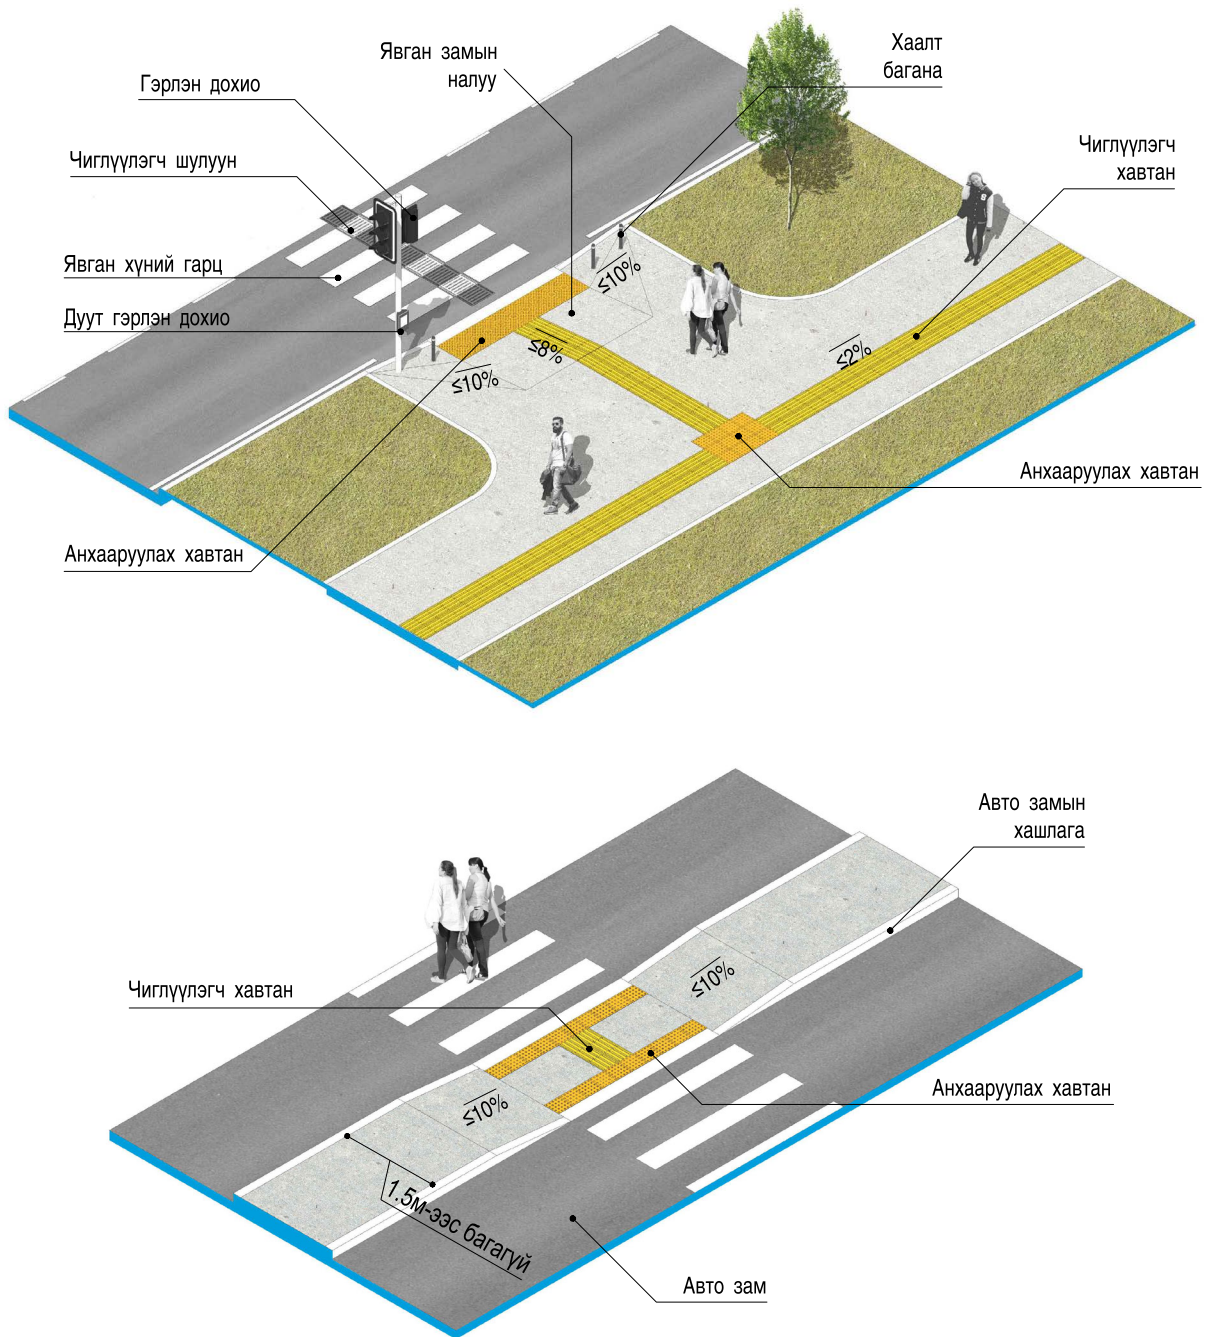 Явган замын
налуу
Хаалт
багана
Гэрлэн дохио
Чиглүүлэгч
хавтан
Чиглүүлэгч шулуун
Явган хүний гарц
Дуут гэрлэн дохио
≤10%
≤8%
≤2%
≤10%
Анхааруулах хавтан
Анхааруулах хавтан
Авто замын
хашлага
≤10%
Чиглүүлэгч хавтан
Анхааруулах хавтан
≤10%
1.5м-ээс багагүй
Авто зам